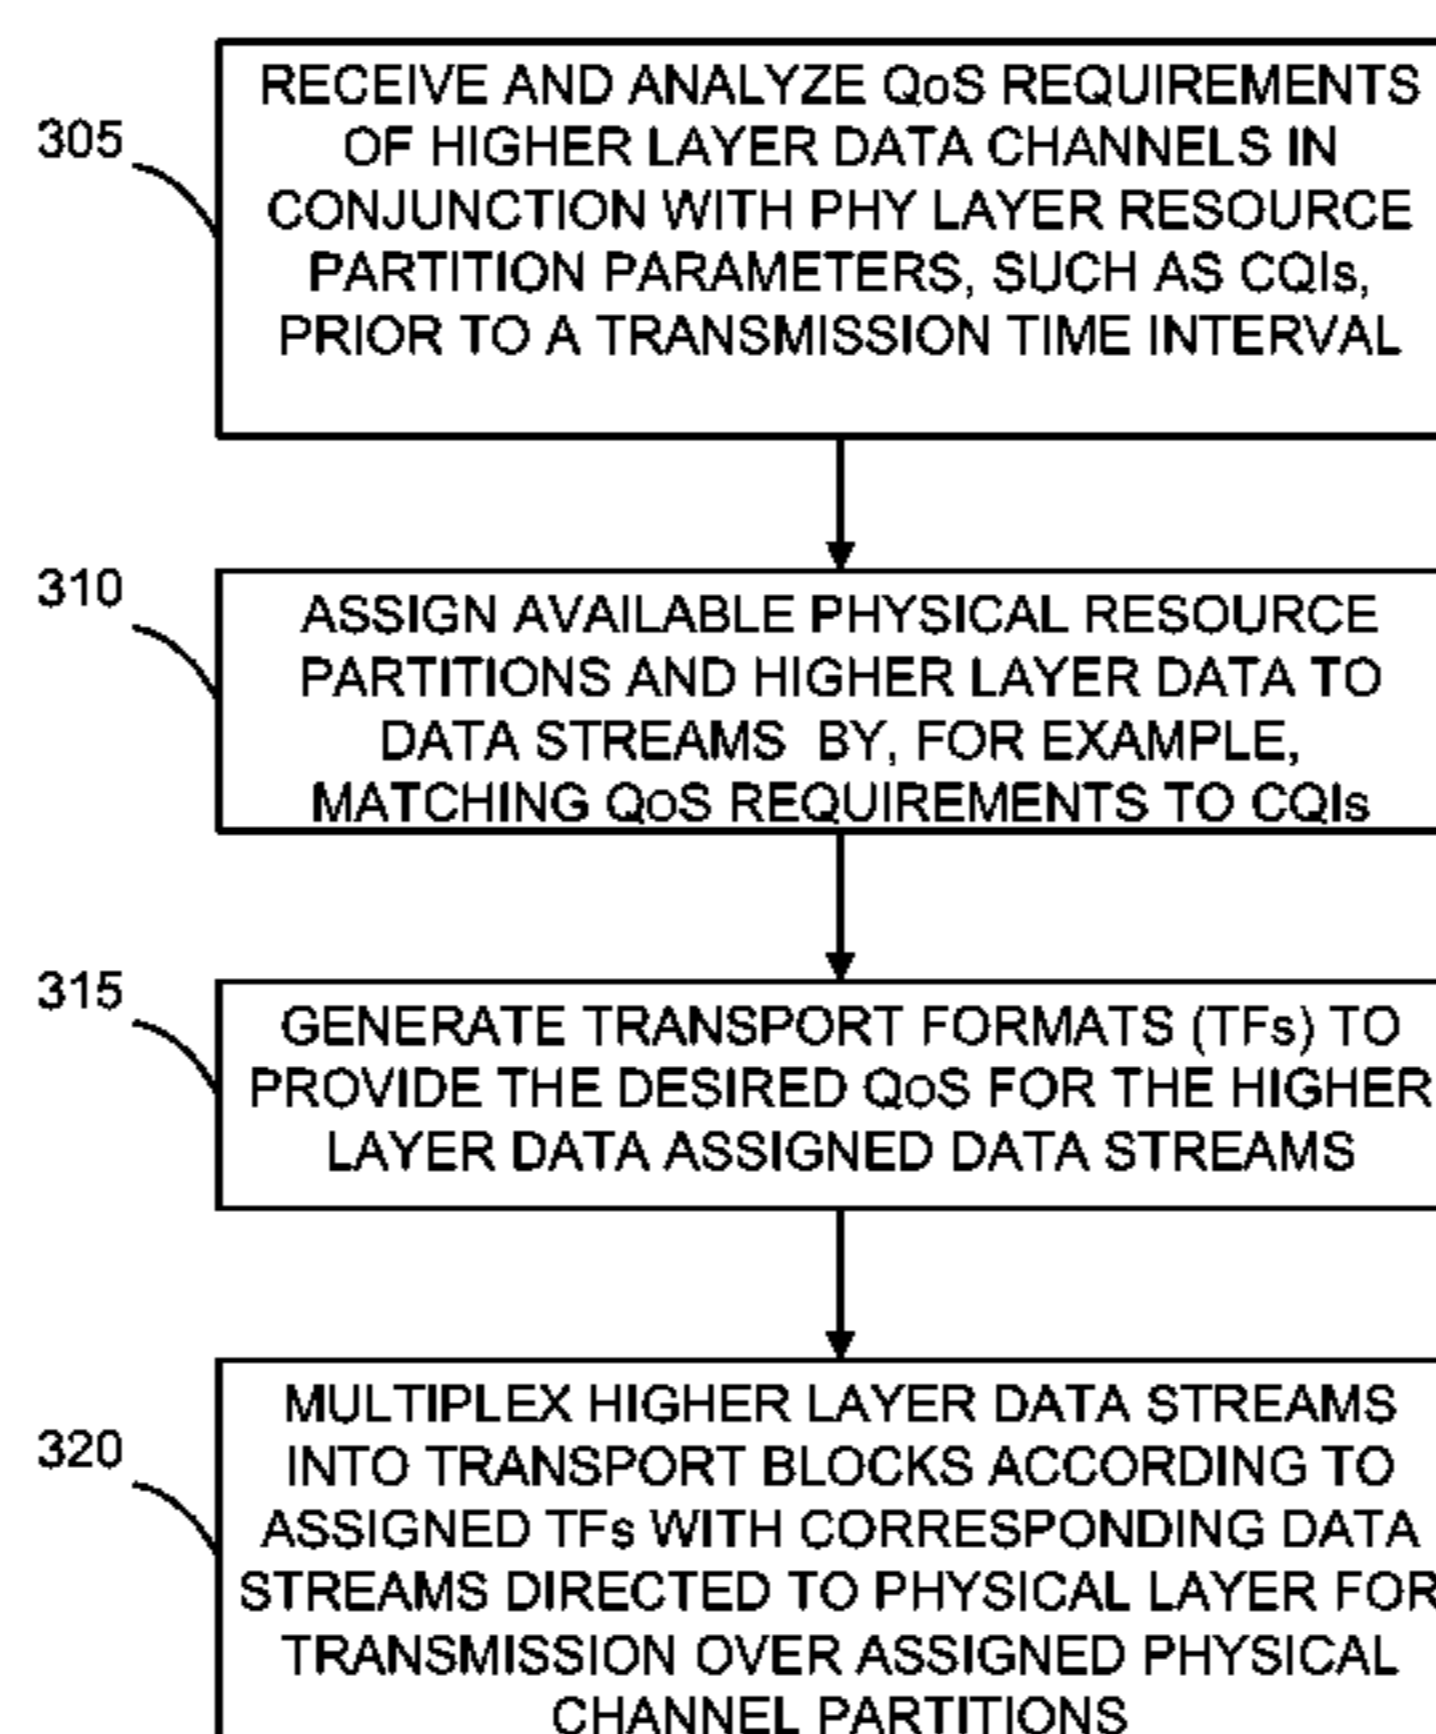 305
RECEIVE AND ANALYZE QoS REQUIREMENTS
OF HIGHER LAYER DATA CHANNELS IN
CONJUNCTION WITH PHY LAYER RESOURCE
PARTITION PARAMETERS, SUCH AS CQIs,
PRIOR TO A TRANSMISSION TIME INTERVAL
310
ASSIGN AVAILABLE PHYSICAL RESOURCE
PARTITIONS AND HIGHER LAYER DATA TO
DATA STREAMS BY, FOR EXAMPLE,
MATCHING QoS REQUIREMENTS TO CQIs
315
GENERATE TRANSPORT FORMATS (TFs) TO
PROVIDE THE DESIRED QoS FOR THE HIGHER
LAYER DATA ASSIGNED DATA STREAMS
320
MULTIPLEX HIGHER LAYER DATA STREAMS
INTO TRANSPORT BLOCKS ACCORDING TO
ASSIGNED TFs WITH CORRESPONDING DATA
STREAMS DIRECTED TO PHYSICAL LAYER FOR
TRANSMISSION OVER ASSIGNED PHYSICAL
CHANNEL PARTITIONS